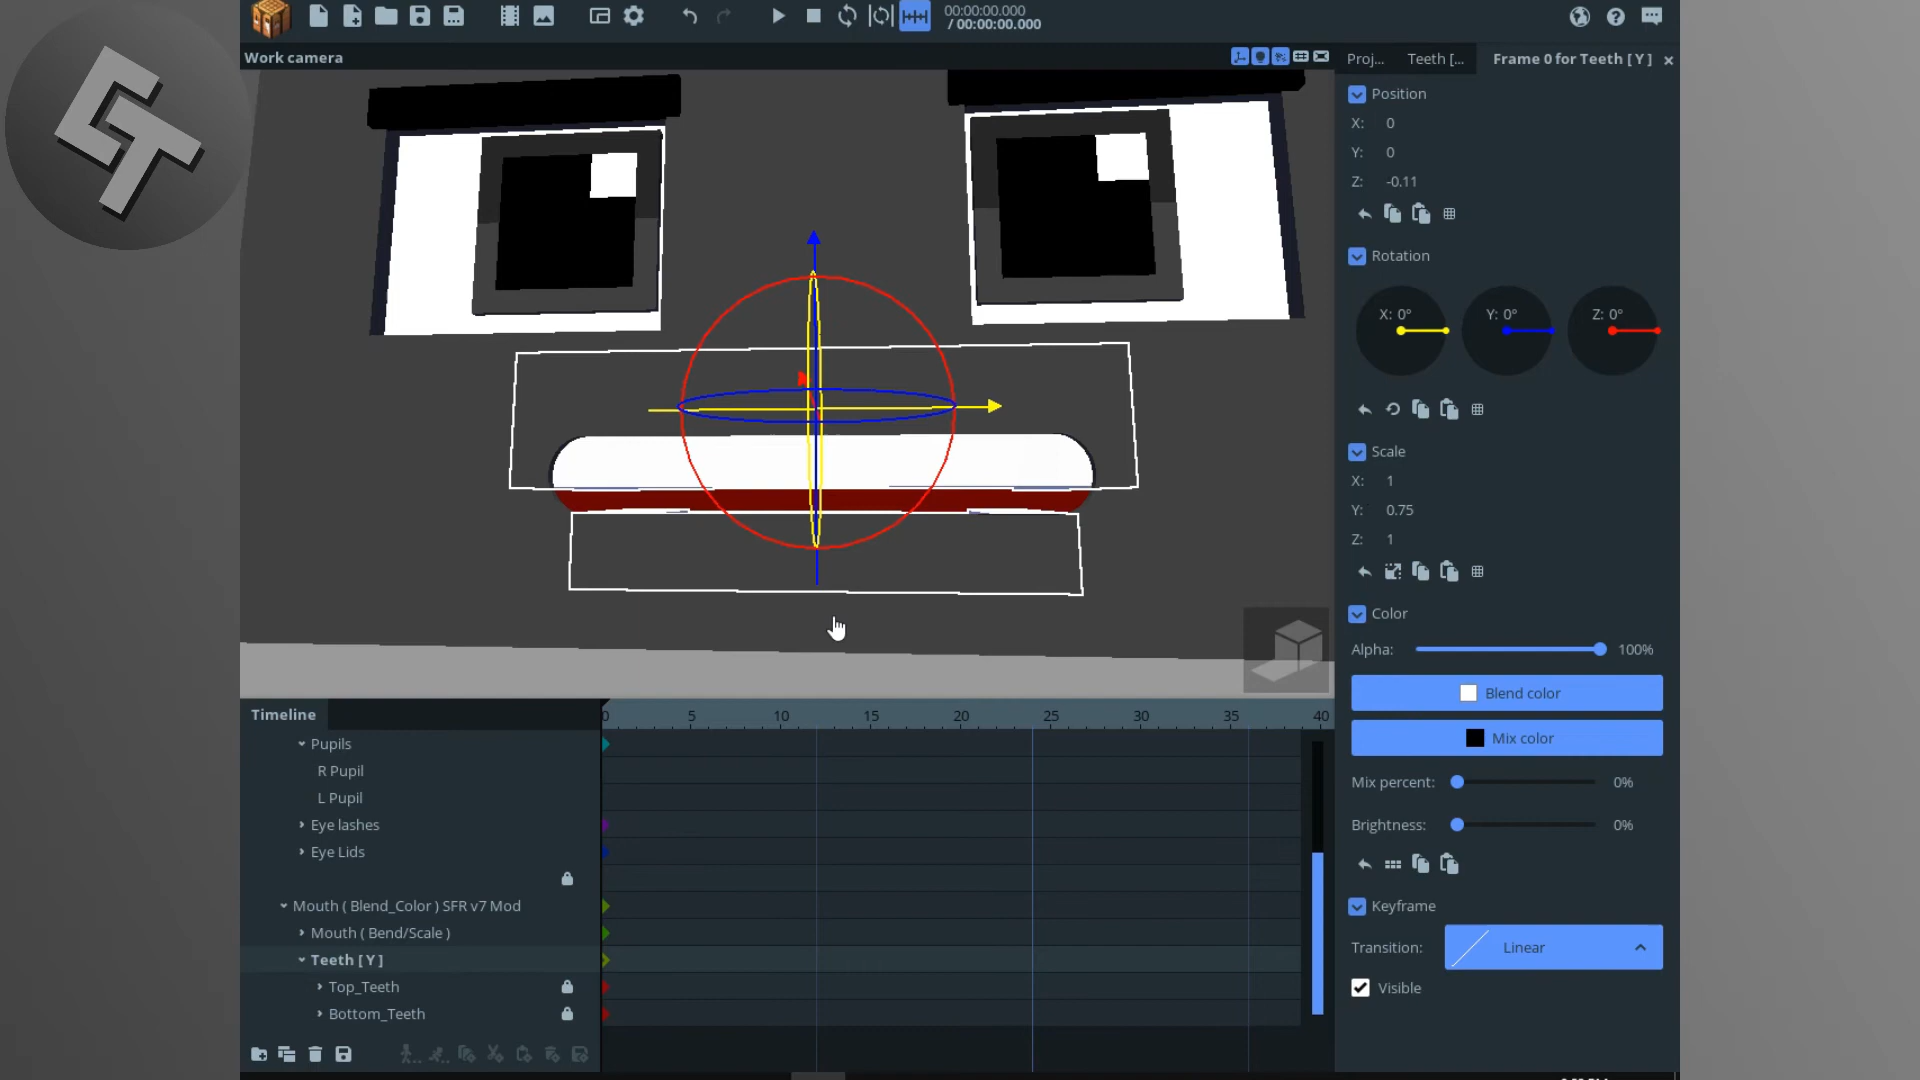 00:00:00.000
/ 00:00:00.000
Work camera
Proj...
Teeth [...
Frame 0 for Teeth [ Y ]
Position
X: 0
Y: 0
Z: -0.11
Rotation
X: 0°
Y: 0°
Z: 0°
Scale
X: 1
Y: 0.75
Z: 1
Color
Alpha: 100%
Blend color
Mix color
Mix percent: 0%
Brightness: 0%
Keyframe
Transition: Linear
Visible
Timeline
0 5 10 15 20 25 30 35 40
Pupils
R Pupil
L Pupil
Eye lashes
Eye Lids
Mouth ( Blend_Color ) SFR v7 Mod
Mouth ( Bend/Scale )
Teeth [ Y ]
Top_Teeth
Bottom_Teeth